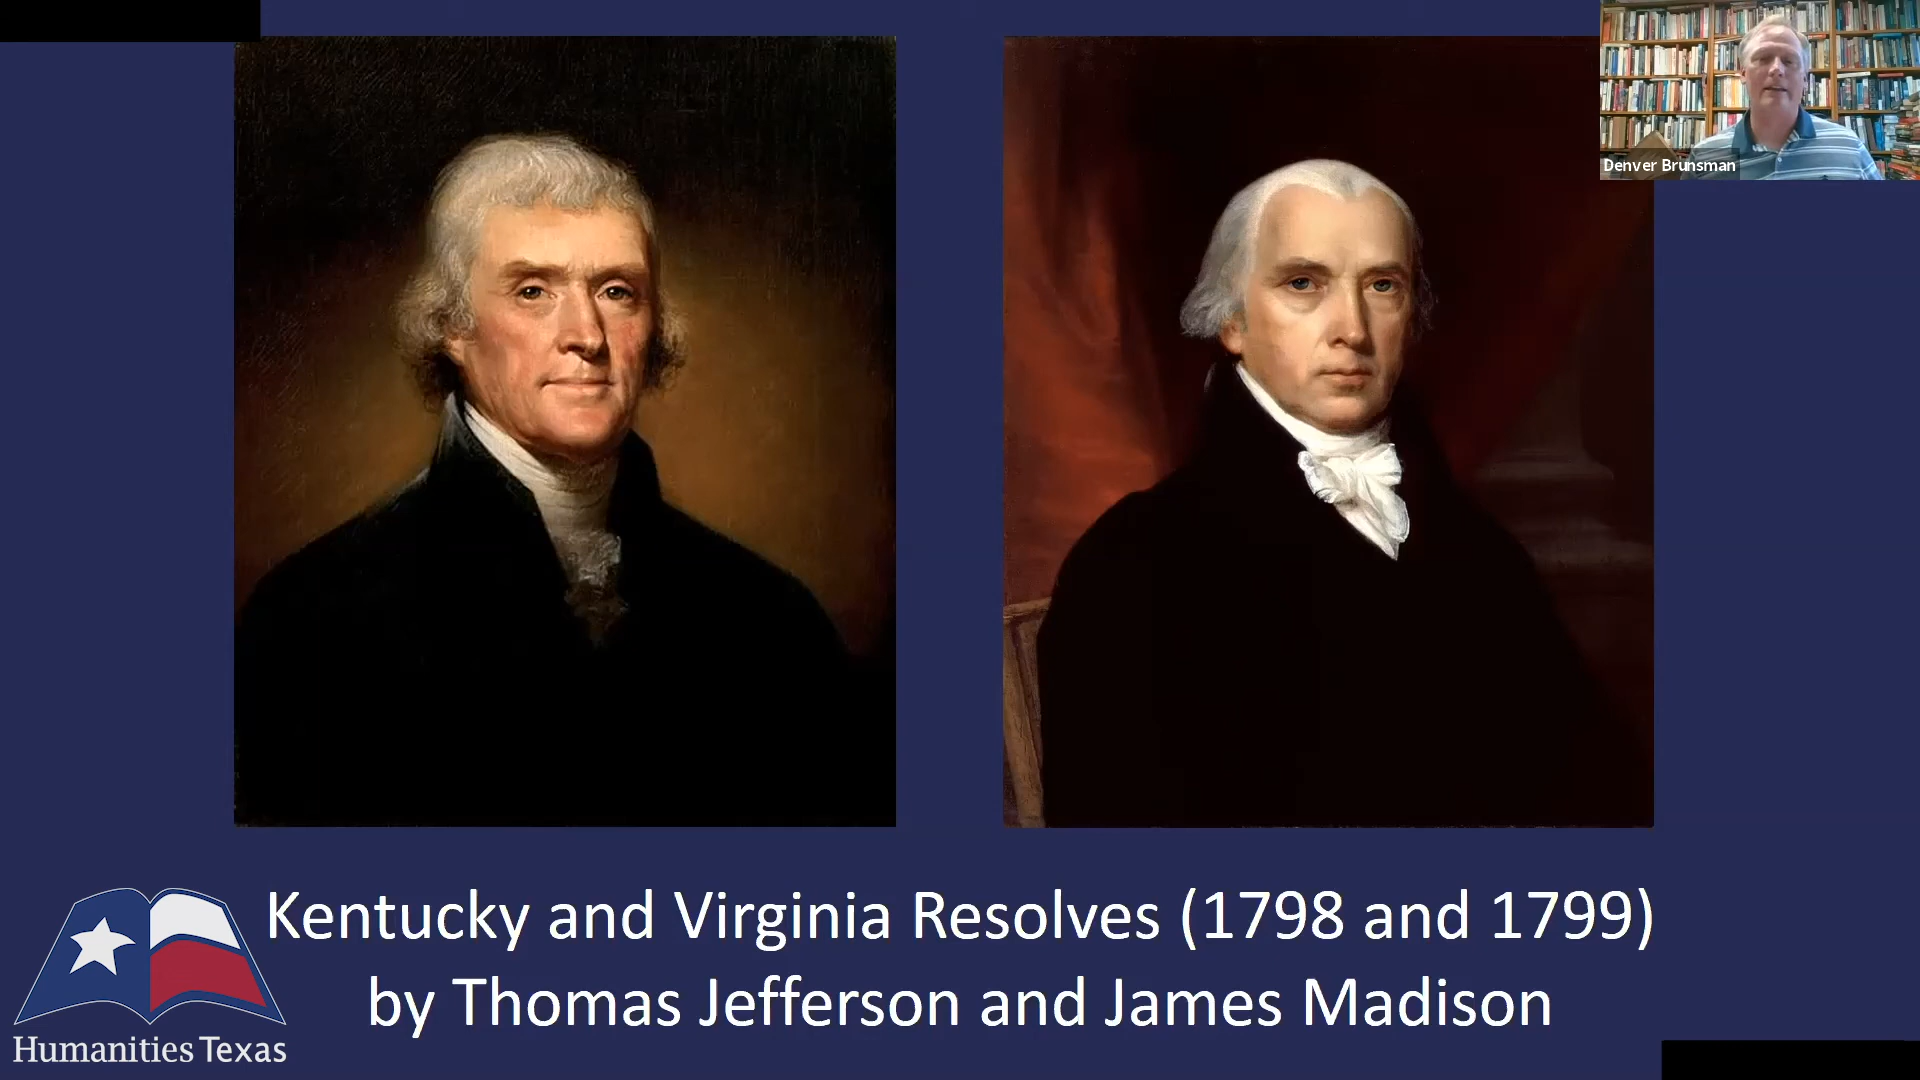 Denver Brunsman
Kentucky and Virginia Resolves (1798 and 1799)
by Thomas Jefferson and James Madison
Humanities Texas